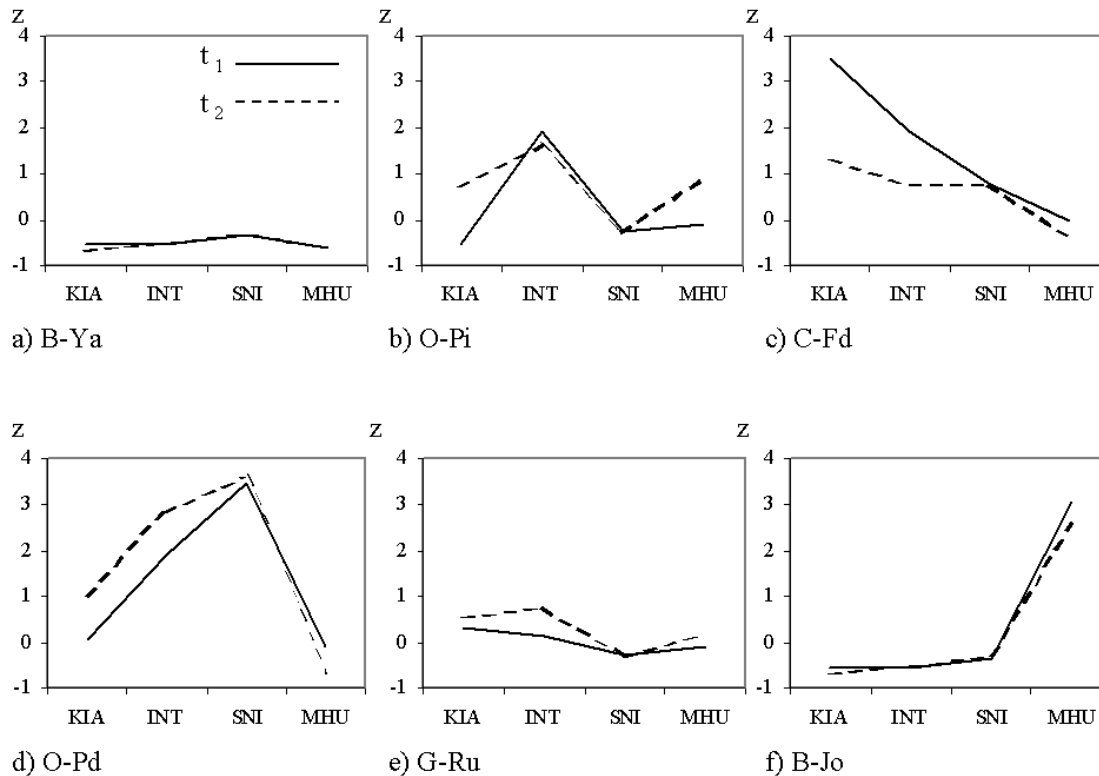 z z z
4 4 4
t₁
3 3 3
t₂
2 2 2
1 1 1
0 0 0
-1 -1 -1
KIA INT SNI MHU KIA INT SNI MHU KIA INT SNI MHU
a) B-Ya b) O-Pi c) C-Fd
z z z
4 4 4
3 3 3
2 2 2
1 1 1
0 0 0
-1 -1 -1
KIA INT SNI MHU KIA INT SNI MHU KIA INT SNI MHU
d) O-Pd e) G-Ru f) B-Jo